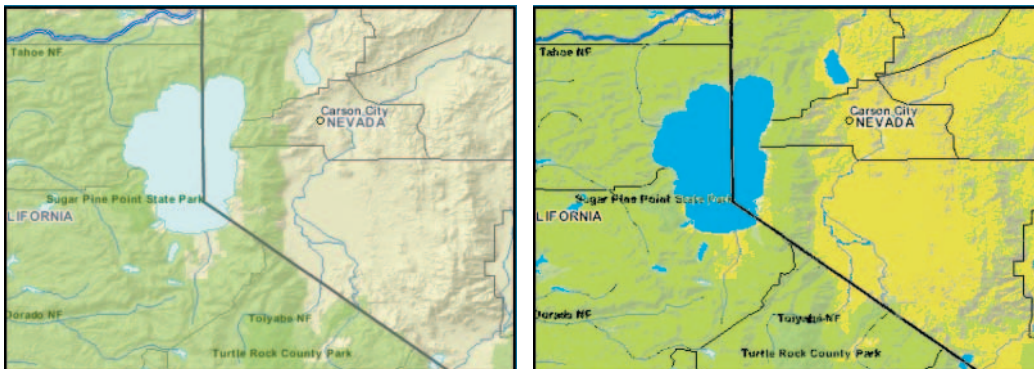 Tahoe NF
Carson City
NEVADA
Sugar Pine Point State Park
LIFORNIA
Dorado NF
Toiyabe NF
Turtle Rock County Park
Tahoe NF
Carson City
NEVADA
Sugar Pine Point State Park
LIFORNIA
Dorado NF
Toiyabe NF
Turtle Rock County Park